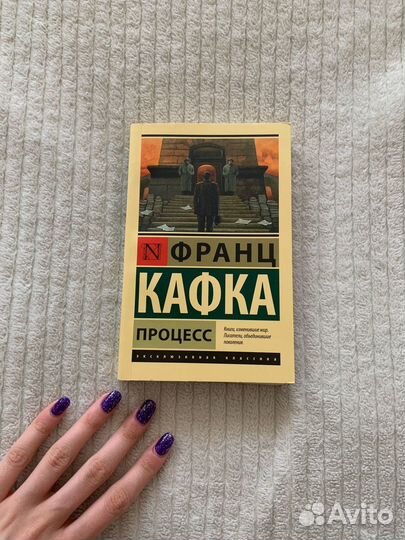 N ФРАНЦ
КАФКА
ПРОЦЕСС
Книги, изменившие мир.
Писатели, объединившие
поколения.
ЭКСКЛЮЗИВНАЯ КЛАССИКА
Avito